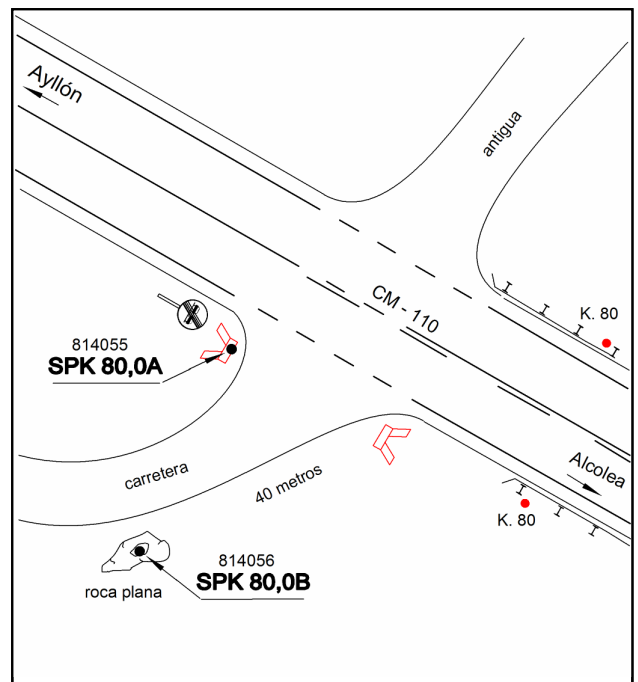 Ayllón
antigua
CM - 110
K. 80
814055
SPK 80,0A
Alcolea
carretera
40 metros
K. 80
814056
SPK 80,0B
roca plana